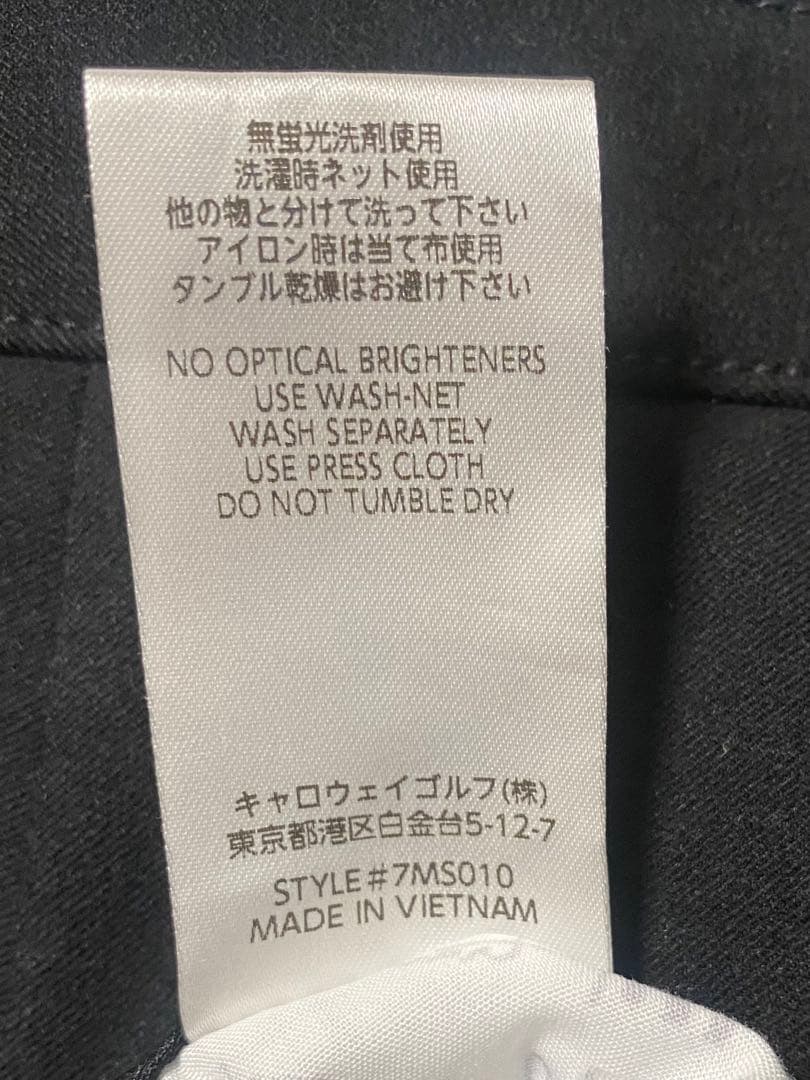 無蛍光洗剤使用
洗濯時ネット使用
他の物と分けて洗って下さい
アイロン時は当て布使用
タンブル乾燥はお避け下さい
NO OPTICAL BRIGHTENERS
USE WASH-NET
WASH SEPARATELY
USE PRESS CLOTH
DO NOT TUMBLE DRY
キャロウェイゴルフ(株)
東京都港区白金台5-12-7
STYLE#7MS010
MADE IN VIETNAM